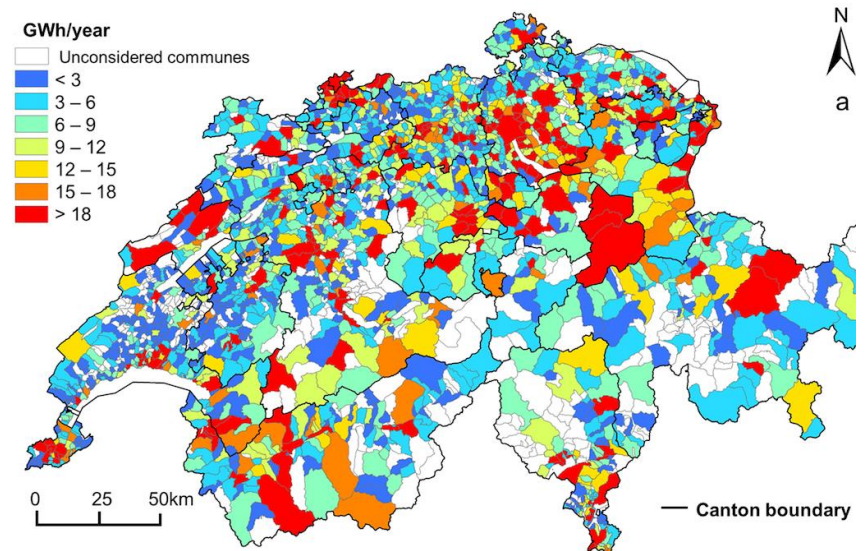 GWh/year
Unconsidered communes
< 3
3 – 6
6 – 9
9 – 12
12 – 15
15 – 18
> 18
N
a
0 25 50km
Canton boundary